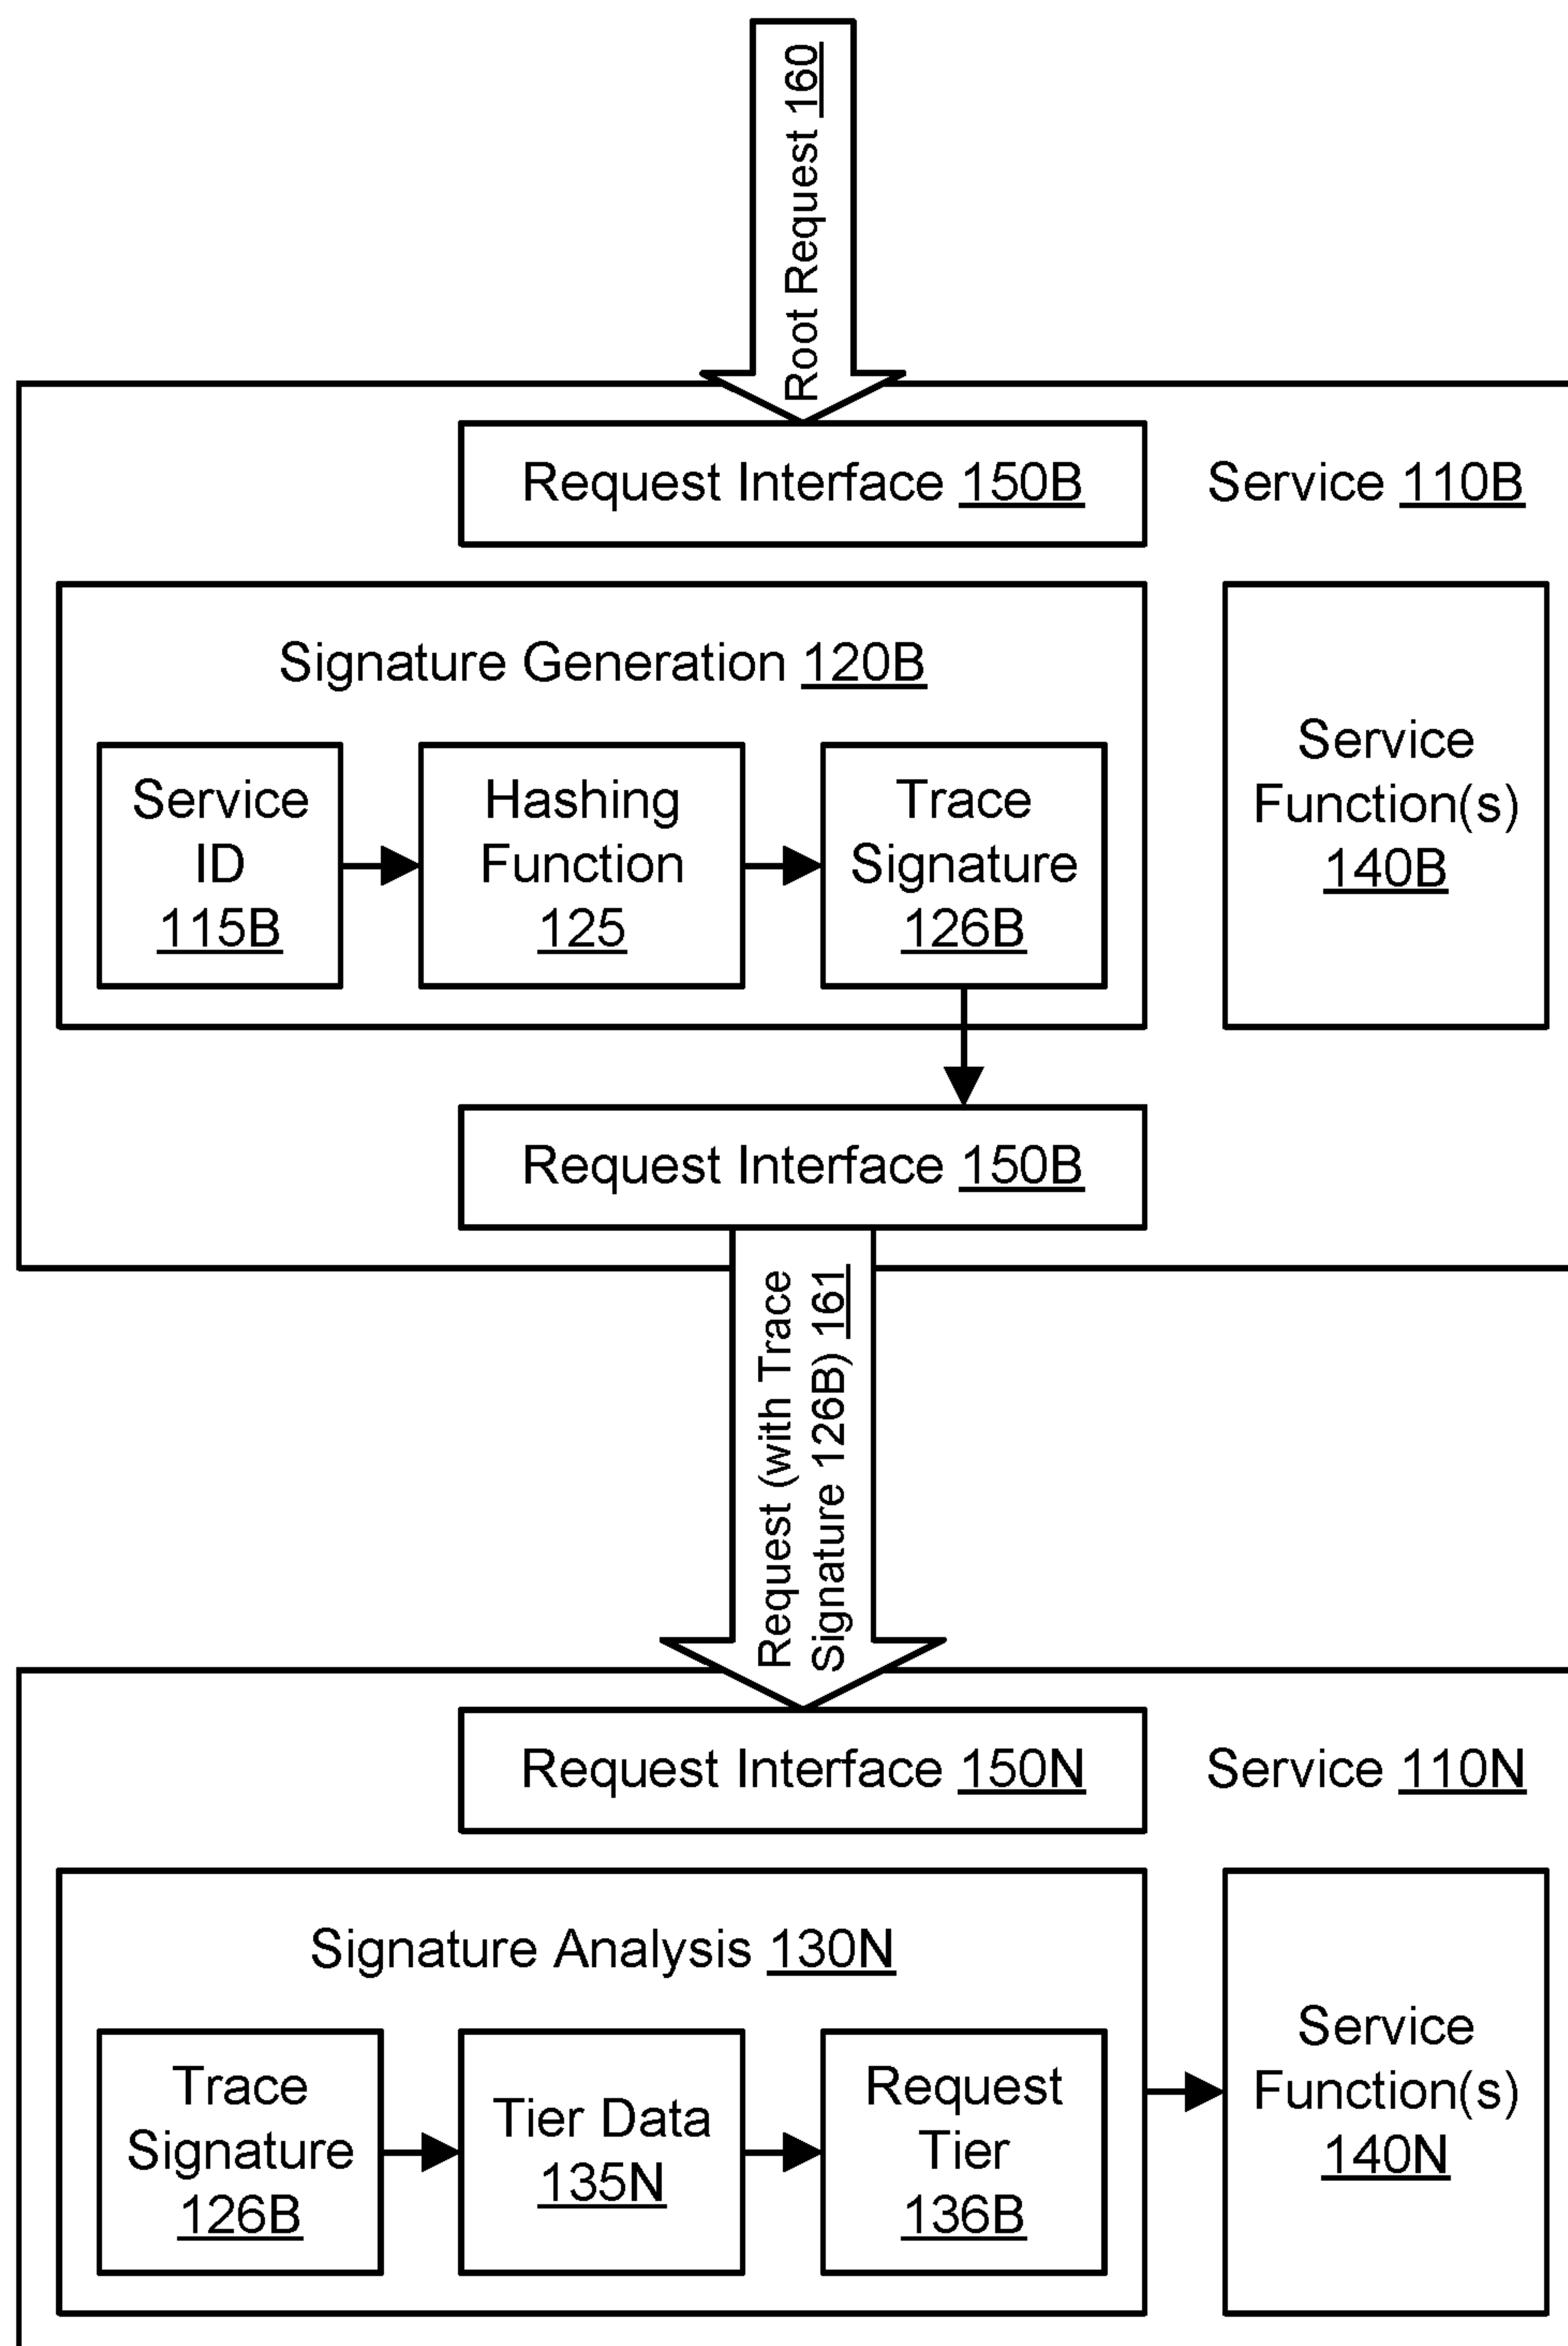 Root Request 160
Request Interface 150B
Service 110B
Signature Generation 120B
Service
ID
115B
Hashing
Function
125
Trace
Signature
126B
Service
Function(s)
140B
Request Interface 150B
Request (with Trace
Signature 126B) 161
Request Interface 150N
Service 110N
Signature Analysis 130N
Trace
Signature
126B
Tier Data
135N
Request
Tier
136B
Service
Function(s)
140N